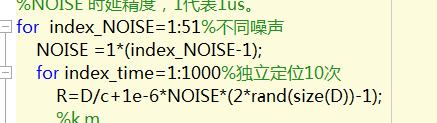 %NOISE 时延精度，1代表1us。
for  index_NOISE=1:51%不同噪声
NOISE =1*(index_NOISE-1);
for index_time=1:1000%独立定位10次
R=D/c+1e-6*NOISE*(2*rand(size(D))-1);
%k m